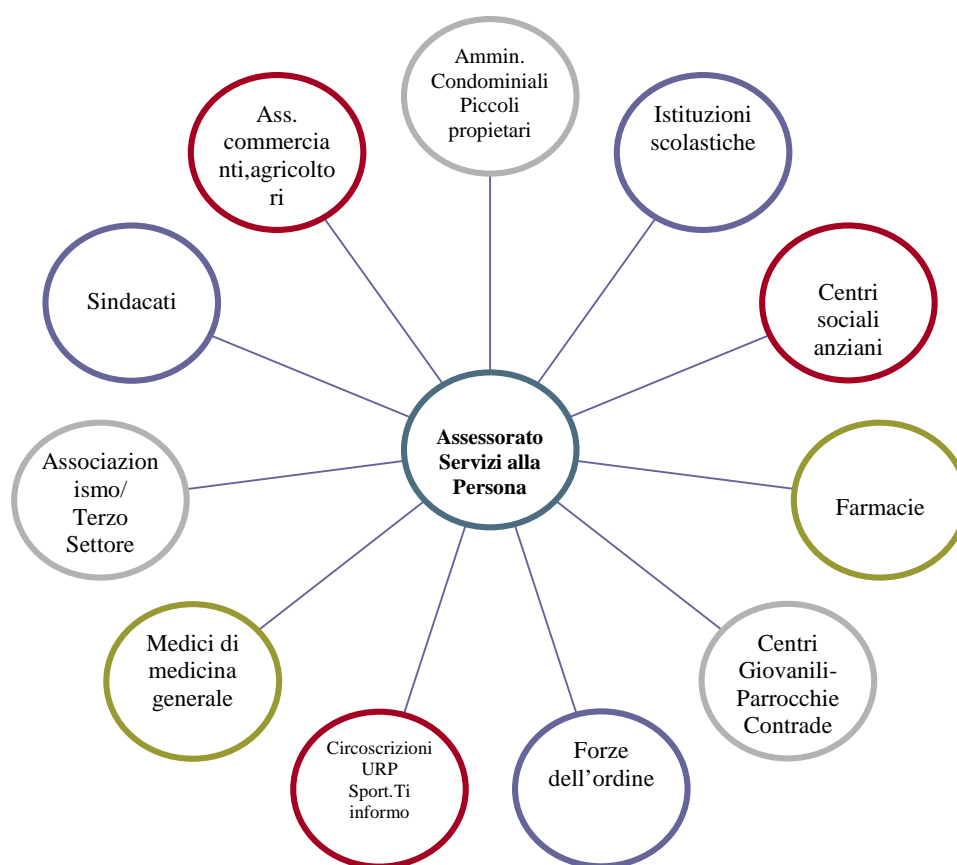 Ammin.
Condominiali
Piccoli
propietari
Istituzioni
scolastiche
Centri
sociali
anziani
Farmacie
Centri
Giovanili-
Parrocchie
Contrade
Forze
dell’ordine
Circoscrizioni
URP
Sport.Ti
informo
Medici di
medicina
generale
Associazion
ismo/
Terzo
Settore
Sindacati
Ass.
commercia
nti,agricolto
ri
Assessorato
Servizi alla
Persona